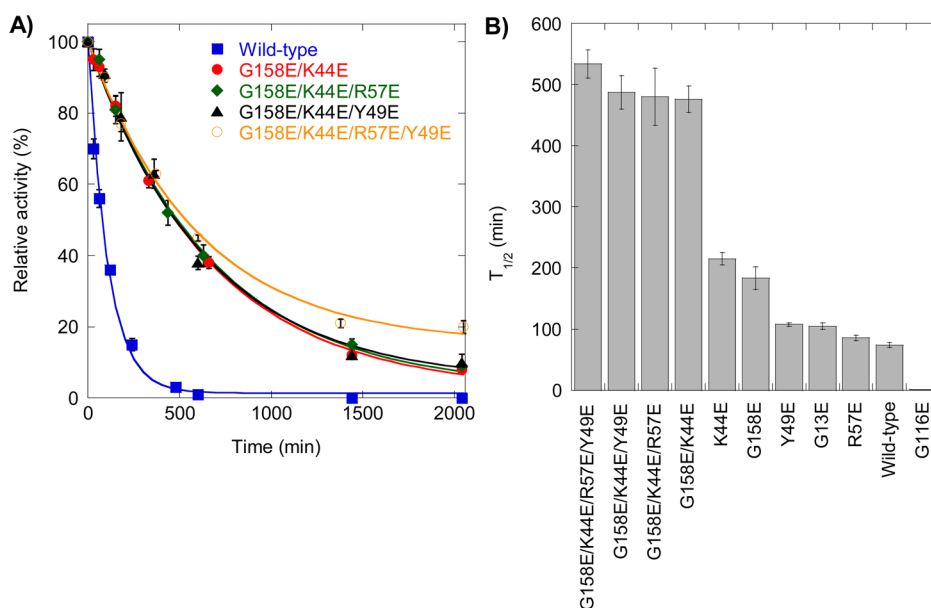 A)
100
80
60
40
20
0
Relative activity (%)
0
500
1000
1500
2000
Time (min)
Wild-type
G158E/K44E
G158E/K44E/R57E
G158E/K44E/Y49E
G158E/K44E/R57E/Y49E
B)
600
500
400
300
200
100
0
T1/2 (min)
G158E/K44E/R57E/Y49E
G158E/K44E/Y49E
G158E/K44E/R57E
G158E/K44E
K44E
G158E
Y49E
G13E
R57E
Wild-type
G116E